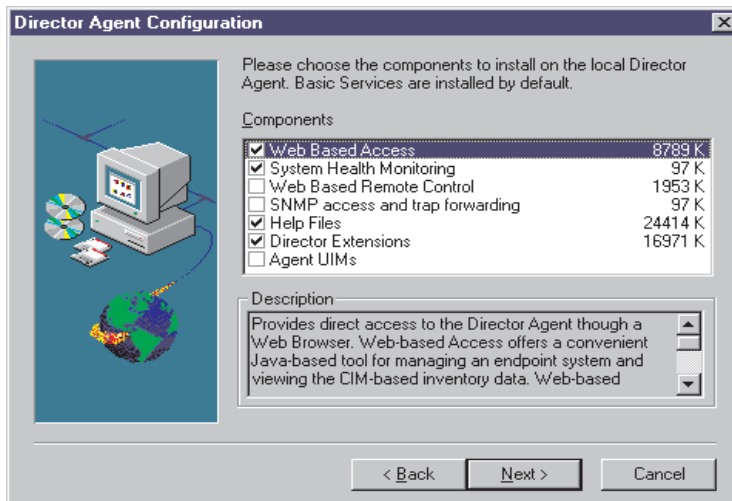 Director Agent Configuration
Please choose the components to install on the local Director
Agent. Basic Services are installed by default.
Components
Web Based Access 8789 K
System Health Monitoring 97 K
Web Based Remote Control 1953 K
SNMP access and trap forwarding 97 K
Help Files 24414 K
Director Extensions 16971 K
Agent UIMs
Description
Provides direct access to the Director Agent though a
Web Browser. Web-based Access offers a convenient
Java-based tool for managing an endpoint system and
viewing the CIM-based inventory data. Web-based
< Back Next > Cancel